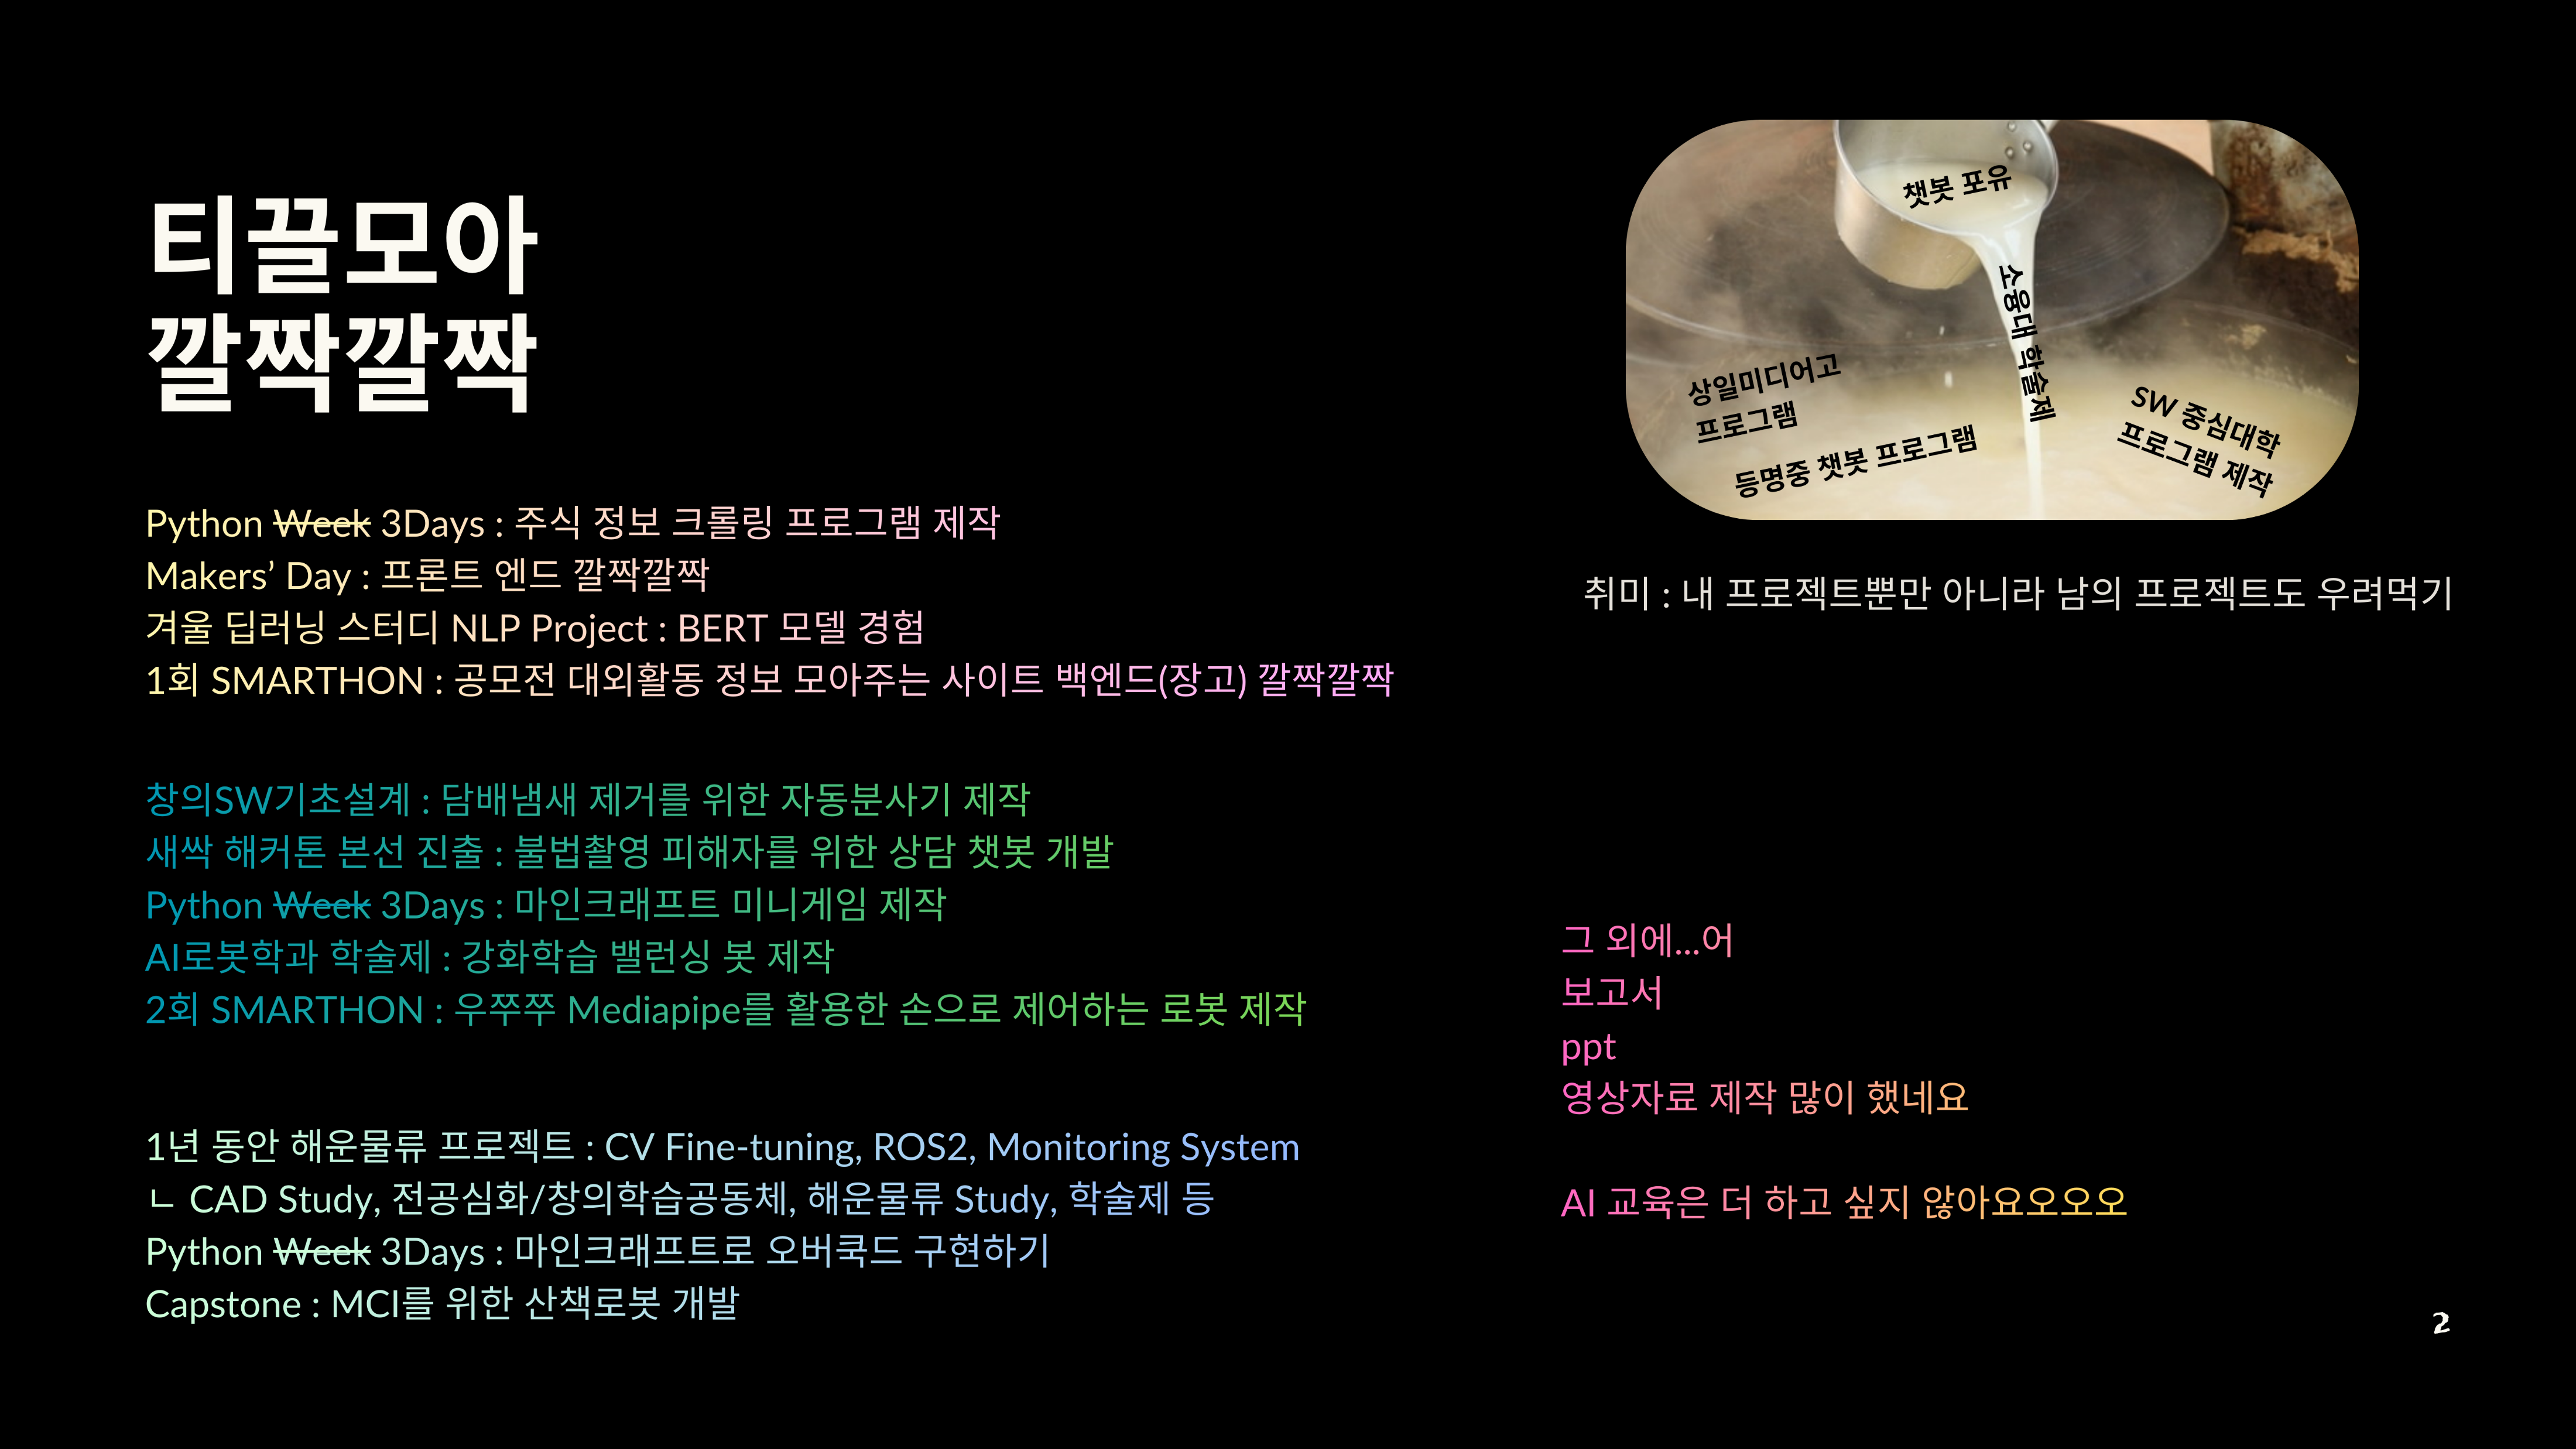 티끌모아
깔짝깔짝
Python Week 3Days : 주식 정보 크롤링 프로그램 제작
Makers’ Day : 프론트 엔드 깔짝깔짝
겨울 딥러닝 스터디 NLP Project : BERT 모델 경험
1회 SMARTHON : 공모전 대외활동 정보 모아주는 사이트 백엔드(장고) 깔짝깔짝
창의SW기초설계 : 담배냄새 제거를 위한 자동분사기 제작
새싹 해커톤 본선 진출 : 불법촬영 피해자를 위한 상담 챗봇 개발
Python Week 3Days : 마인크래프트 미니게임 제작
AI로봇학과 학술제 : 강화학습 밸런싱 봇 제작
2회 SMARTHON : 우쭈쭈 Mediapipe를 활용한 손으로 제어하는 로봇 제작
1년 동안 해운물류 프로젝트 : CV Fine-tuning, ROS2, Monitoring System
ㄴ CAD Study, 전공심화/창의학습공동체, 해운물류 Study, 학술제 등
Python Week 3Days : 마인크래프트로 오버쿡드 구현하기
Capstone : MCI를 위한 산책로봇 개발
챗봇 포유
소융대 학술제
상일미디어고
프로그램
등명중 챗봇 프로그램
SW 중심대학
프로그램 제작
취미 : 내 프로젝트뿐만 아니라 남의 프로젝트도 우려먹기
그 외에...어
보고서
ppt
영상자료 제작 많이 했네요
AI 교육은 더 하고 싶지 않아요오오오
2